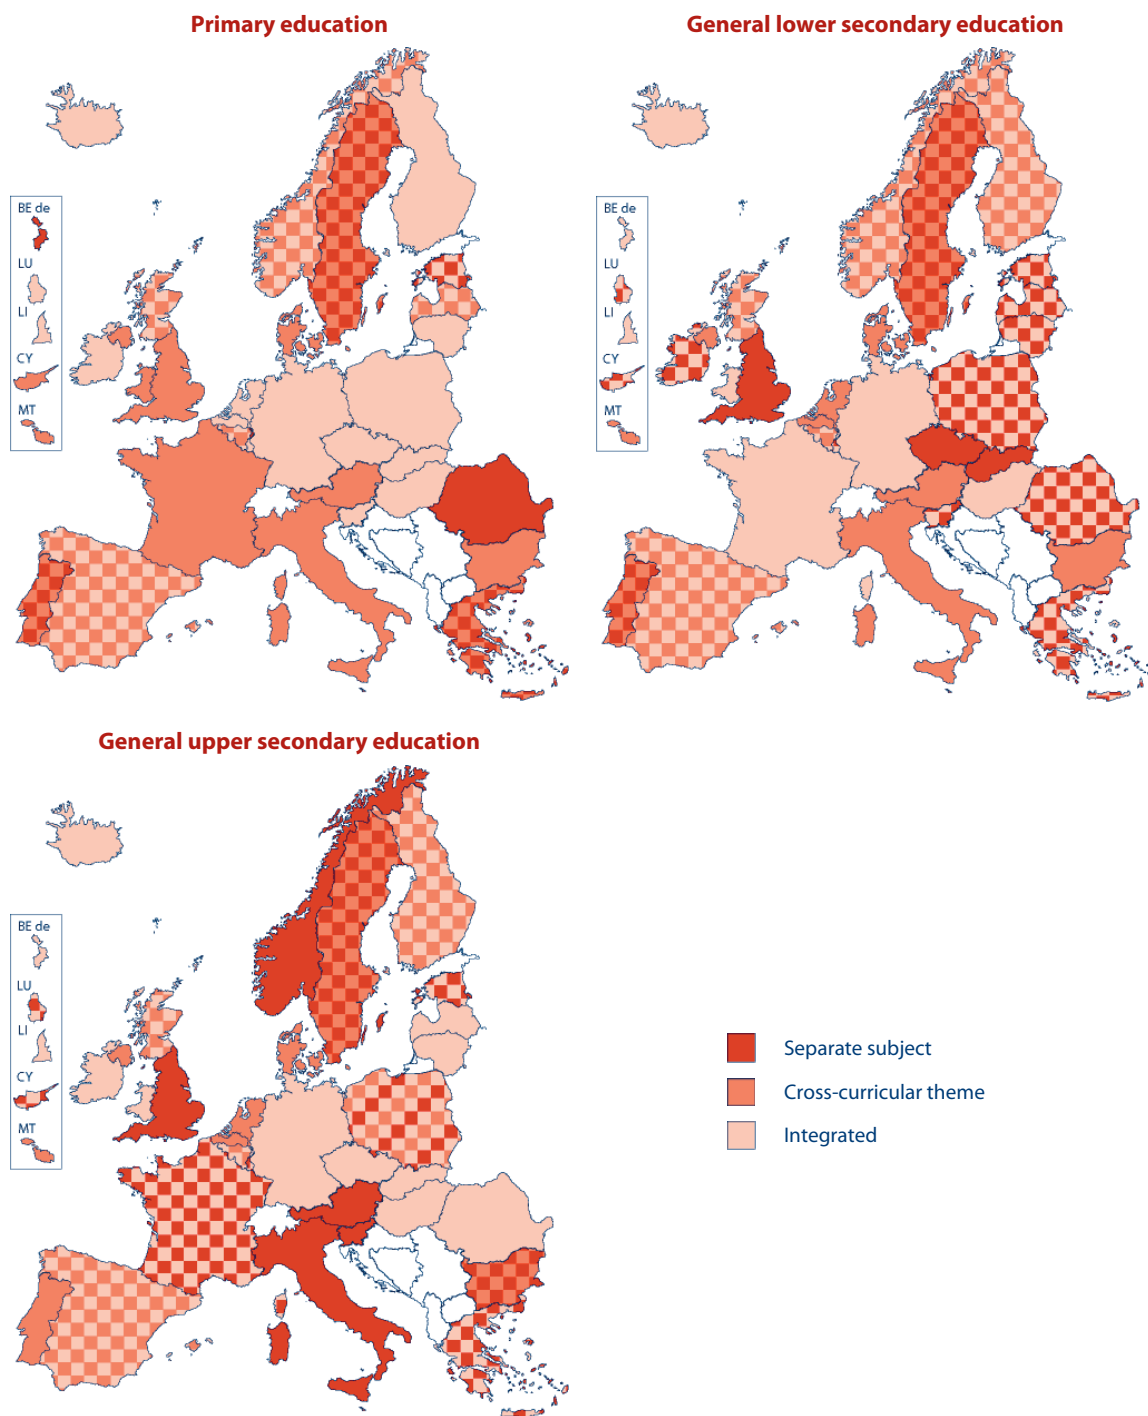 Primary education
General lower secondary education
BE de
LU
LI
CY
MT
BE de
LU
LI
CY
MT
General upper secondary education
BE de
LU
LI
CY
MT
Separate subject
Cross-curricular theme
Integrated